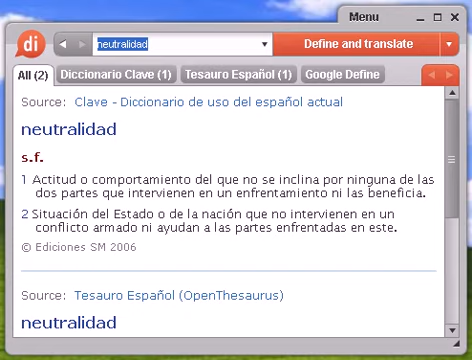 Menu
di
neutralidad
Define and translate
All (2)
Diccionario Clave (1)
Tesauro Español (1)
Google Define
Source: Clave - Diccionario de uso del español actual
neutralidad
s.f.
1 Actitud o comportamiento del que no se inclina por ninguna de las
dos partes que intervienen en un enfrentamiento ni las beneficia.
2 Situación del Estado o de la nación que no intervienen en un
conflicto armado ni ayudan a las partes enfrentadas en este.
© Ediciones SM 2006
Source: Tesauro Español (OpenThesaurus)
neutralidad